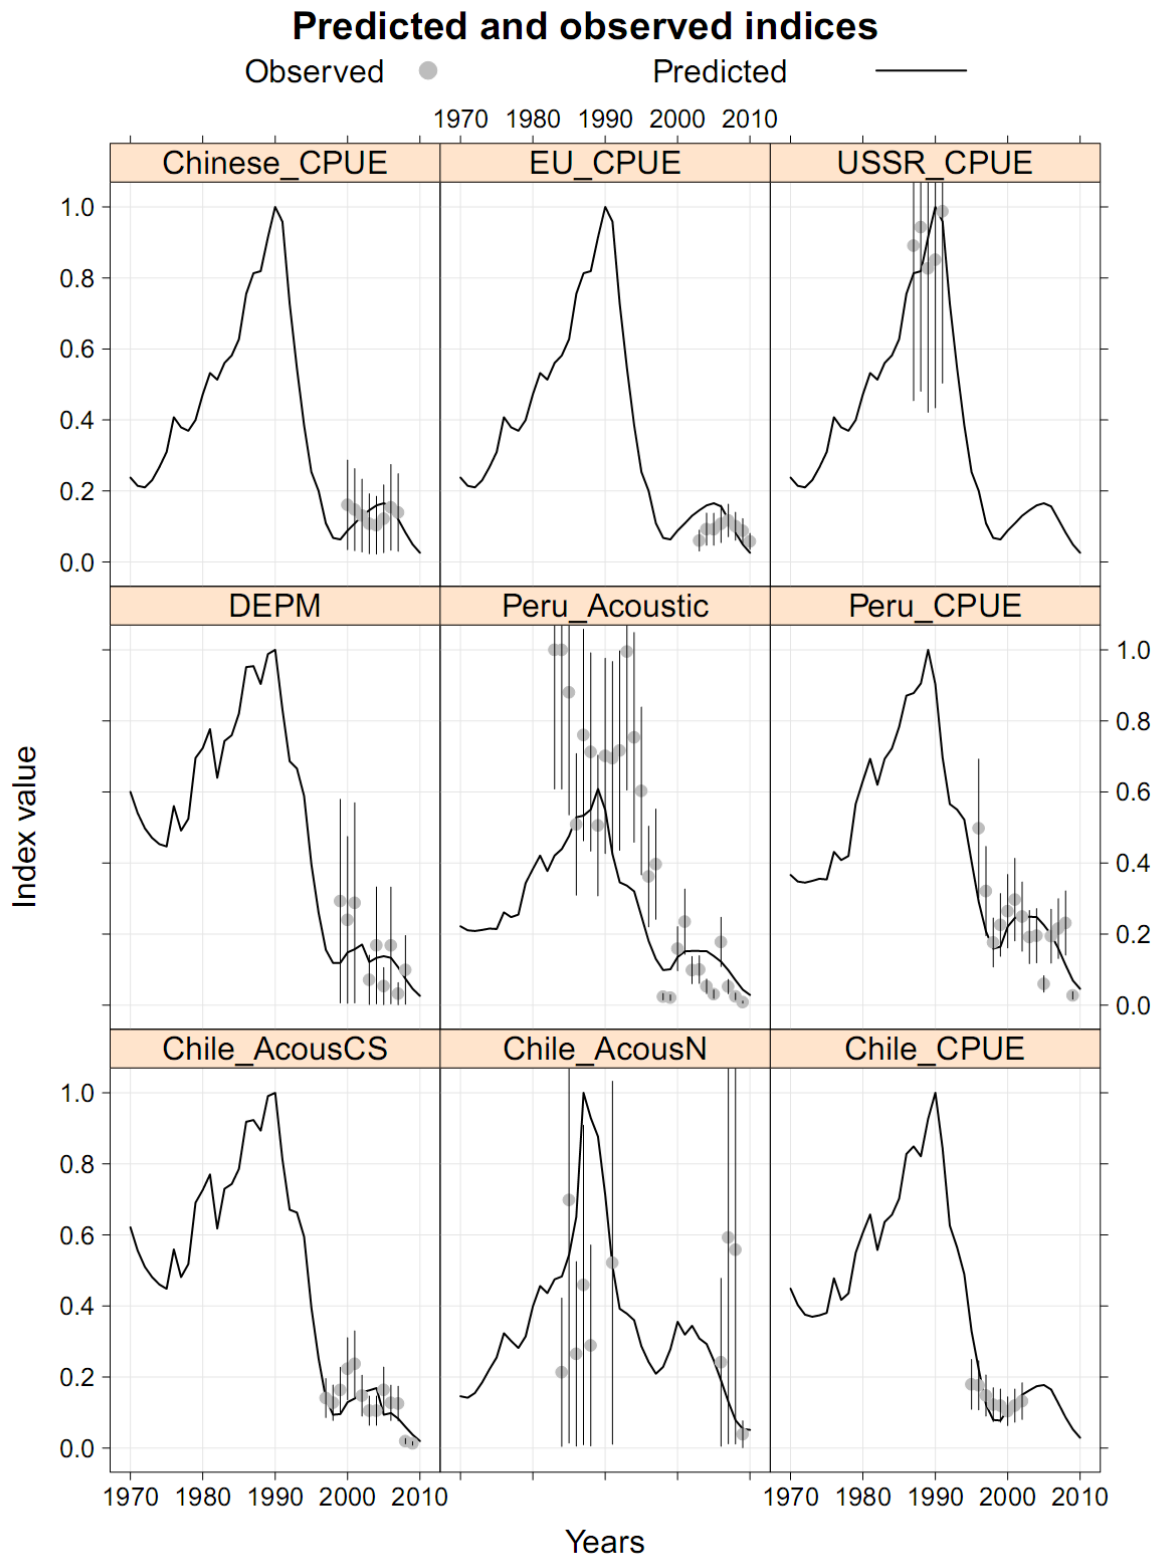 Predicted and observed indices
Observed Predicted
1970 1980 1990 2000 2010
Chinese_CPUE EU_CPUE USSR_CPUE
1.0
0.8
0.6
0.4
0.2
0.0
DEPM Peru_Acoustic Peru_CPUE
1.0
0.8
0.6
0.4
0.2
0.0
Index value
Chile_AcousCS Chile_AcousN Chile_CPUE
1.0
0.8
0.6
0.4
0.2
0.0
1970 1980 1990 2000 2010 1970 1980 1990 2000 2010
Years